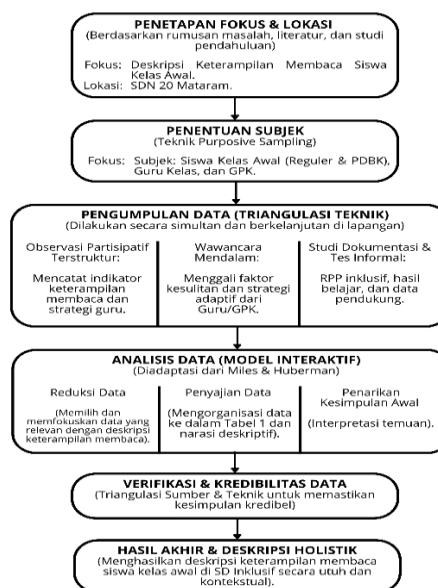 PENETAPAN FOKUS & LOKASI
(Berdasarkan rumusan masalah, literatur, dan studi
pendahuluan)
Fokus: Deskripsi Keterampilan Membaca Siswa
Kelas Awal.
Lokasi: SDN 20 Mataram.
PENENTUAN SUBJEK
(Teknik Purposive Sampling)
Fokus: Subjek: Siswa Kelas Awal (Reguler & PDBK),
Guru Kelas, dan GPK.
PENGUMPULAN DATA (TRIANGULASI TEKNIK)
(Dilakukan secara simultan dan berkelanjutan di lapangan)
Observasi Partisipatif
Terstruktur:
Mencatat indikator
keterampilan
membaca dan
strategi guru.
Wawancara
Mendalam:
Menggali faktor
kesulitan dan strategi
adaptif dari
Guru/GPK.
Studi Dokumentasi &
Tes Informal:
RPP inklusif, hasil
belajar, dan data
pendukung.
ANALISIS DATA (MODEL INTERAKTIF)
(Diadaptasi dari Miles & Huberman)
Reduksi Data
(Memilih dan
memfokuskan data yang
relevan dengan deskripsi
keterampilan membaca).
Penyajian Data
(Mengorganisasi data
ke dalam Tabel 1 dan
narasi deskriptif).
Penarikan
Kesimpulan Awal
(Interpretasi temuan).
VERIFIKASI & KREDIBILITAS DATA
(Triangulasi Sumber & Teknik untuk memastikan
kesimpulan kredibel)
HASIL AKHIR & DESKRIPSI HOLISTIK
(Menghasilkan deskripsi keterampilan membaca
siswa kelas awal di SD Inklusif secara utuh dan
kontekstual).